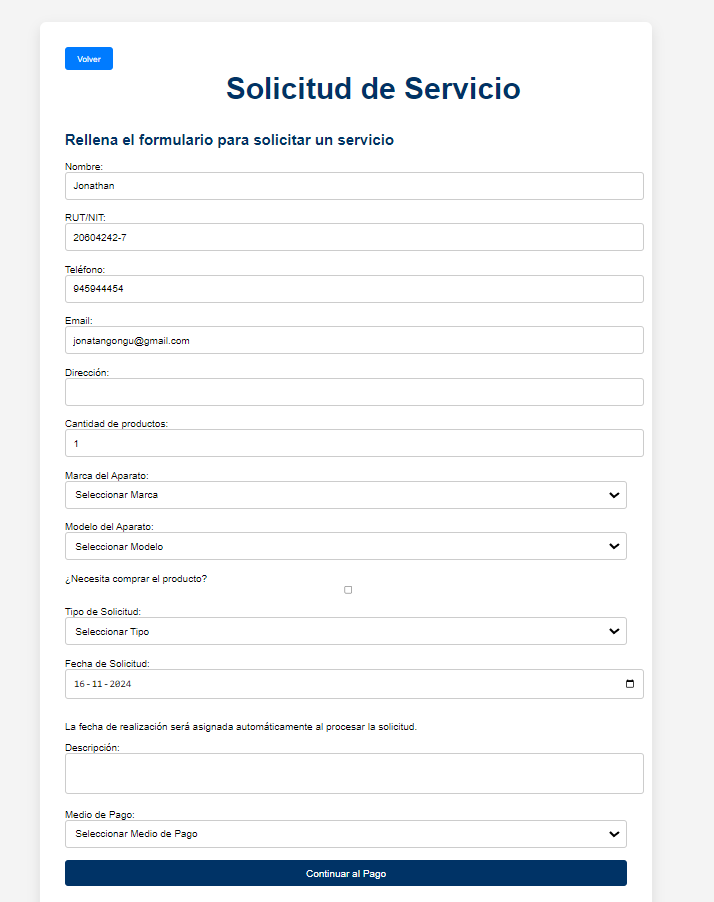 Volver
Solicitud de Servicio
Rellena el formulario para solicitar un servicio
Nombre:
Jonathan
RUT/NIT:
20604242-7
Teléfono:
945944454
Email:
jonatangongu@gmail.com
Dirección:
Cantidad de productos:
1
Marca del Aparato:
Seleccionar Marca
Modelo del Aparato:
Seleccionar Modelo
¿Necesita comprar el producto?
Tipo de Solicitud:
Seleccionar Tipo
Fecha de Solicitud:
16-11-2024
La fecha de realización será asignada automáticamente al procesar la solicitud.
Descripción:
Medio de Pago:
Seleccionar Medio de Pago
Continuar al Pago